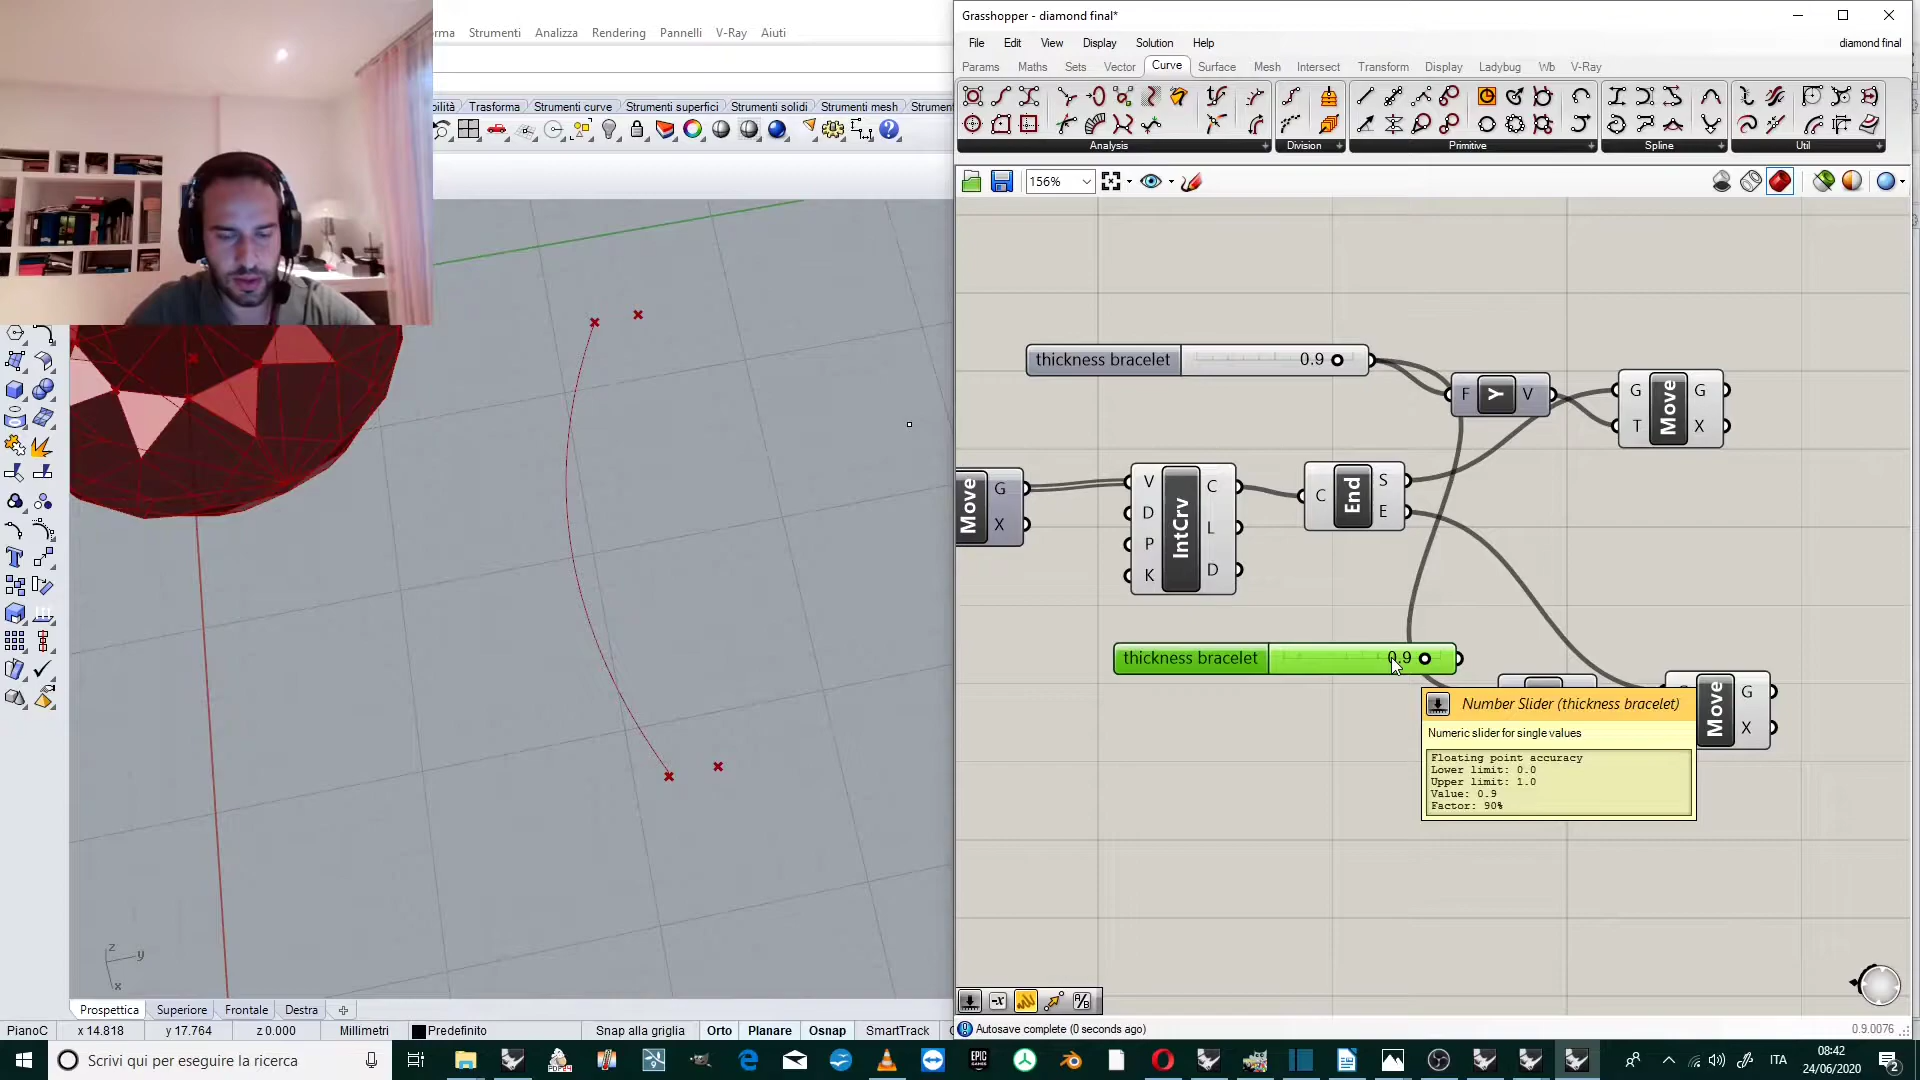 Grasshopper - diamond final*
rma Strumenti Analizza Rendering Pannelli V-Ray Aiuti
File Edit View Display Solution Help
diamond final
Params Maths Sets Vector Curve Surface Mesh Intersect Transform Display Ladybug Wb V-Ray
bilità Trasforma Strumenti curve Strumenti superfici Strumenti solidi Strumenti mesh Strumen
Analysis Division Primitive Spline Util
156%
thickness bracelet 0.9
F Y V
G Move G
T X
Move G
X
V IntCrv C
D L
P
K D
C End S
E
thickness bracelet 0.9
Move G
X
Number Slider (thickness bracelet)
Numeric slider for single values
Floating point accuracy
Lower limit: 0.0
Upper limit: 1.0
Value: 0.9
Factor: 90%
z
y
x
Prospettica Superiore Frontale Destra
PianoC x 14.818 y 17.764 z 0.000 Millimetri Predefinito Snap alla griglia Orto Planare Osnap SmartTrack
Autosave complete (0 seconds ago)
0.9.0076
Scrivi qui per eseguire la ricerca
ITA
08:42
24/06/2020
2